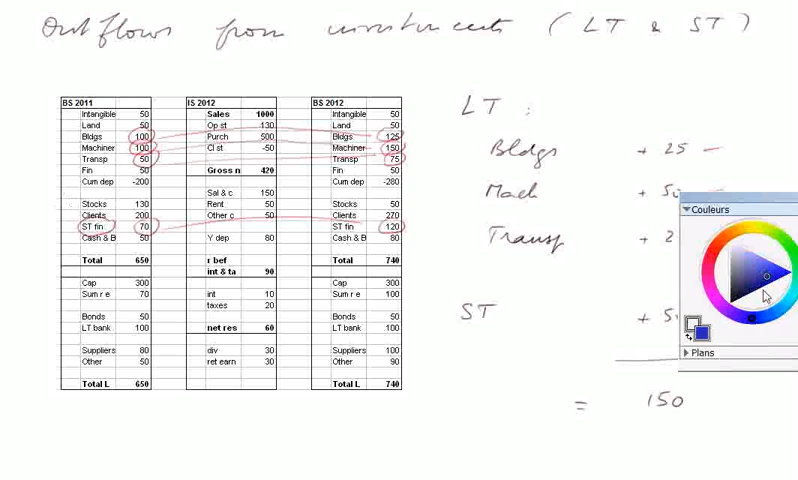 Outflows from investments ( LT & ST )
BS 2011 IS 2012 BS 2012
Intangible 50 Sales 1000 Intangible 50
Land 50 Op st 130 Land 50
Bldgs 100 Purch 500 Bldgs 125
Machiner 100 Cl st -50 Machiner 150
Transp 50 Transp 75
Fin 50 Gross n 420 Fin 50
Cum dep -200 Cum dep -280
Sal & c 150
Stocks 130 Rent 50 Stocks 50
Clients 200 Other c 50 Clients 270
ST fin 70 ST fin 120
Cash & B 50 Y dep 80 Cash & B 80
Total 650 r bef Total 740
int & ta 90
Cap 300 Cap 300
Sum r e 70 int 10 Sum r e 100
taxes 20
Bonds 50 Bonds 50
LT bank 100 net res 60 LT bank 100
Suppliers 80 div 30 Suppliers 100
Other 50 ret earn 30 Other 90
Total L 650 Total L 740
LT :
Bldgs + 25 –
Mach + 50
Transp + 2
ST + 5
= 150
Couleurs
Plans